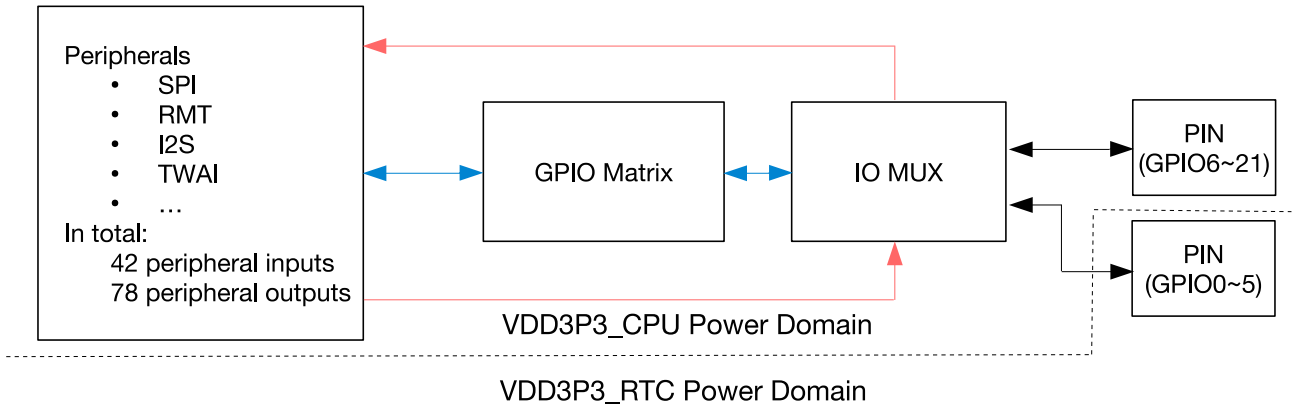 Peripherals
• SPI
• RMT
• I2S
• TWAI
• ...
In total:
42 peripheral inputs
78 peripheral outputs
GPIO Matrix
IO MUX
PIN
(GPIO6~21)
PIN
(GPIO0~5)
VDD3P3_CPU Power Domain
VDD3P3_RTC Power Domain